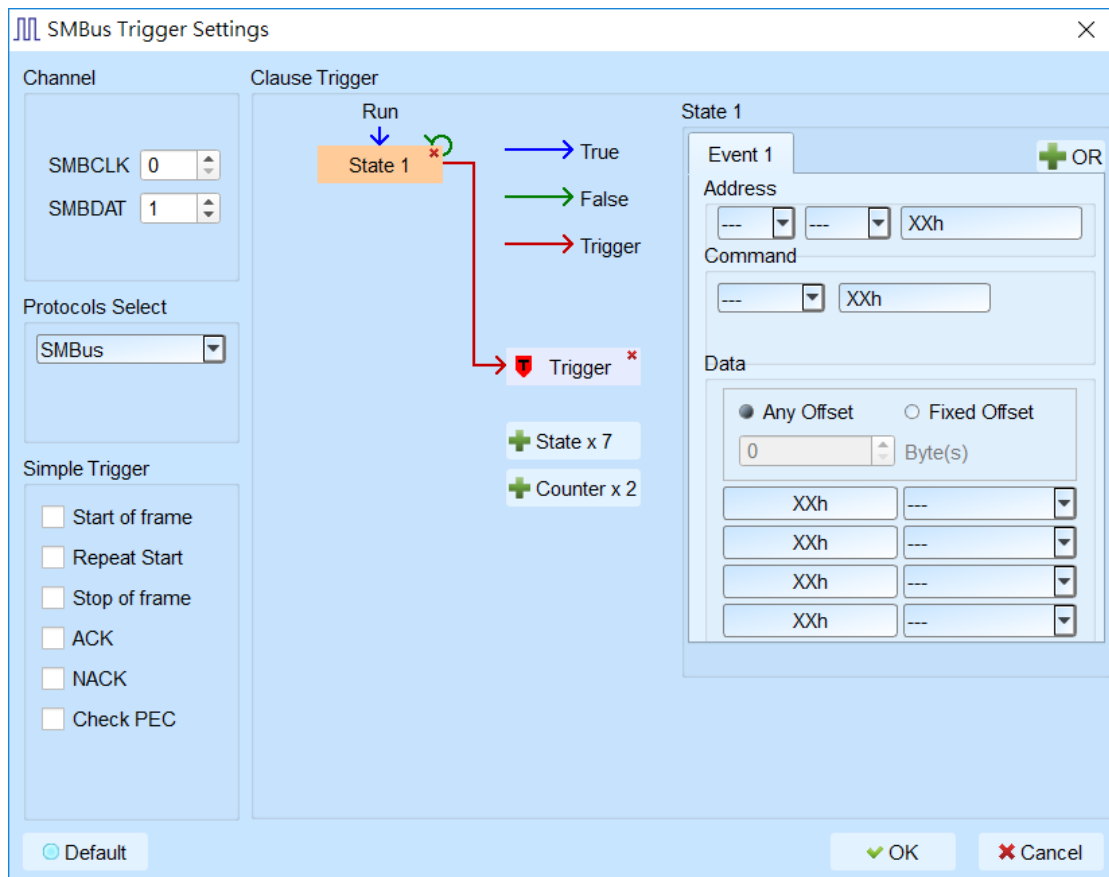 SMBus Trigger Settings
Channel
SMBCLK 0
SMBDAT 1
Protocols Select
SMBus
Simple Trigger
Start of frame
Repeat Start
Stop of frame
ACK
NACK
Check PEC
Clause Trigger
Run
State 1
True
False
Trigger
T Trigger
State x 7
Counter x 2
State 1
Event 1
OR
Address
--- --- XXh
Command
--- XXh
Data
Any Offset Fixed Offset
0 Byte(s)
XXh ---
XXh ---
XXh ---
XXh ---
Default
OK
Cancel